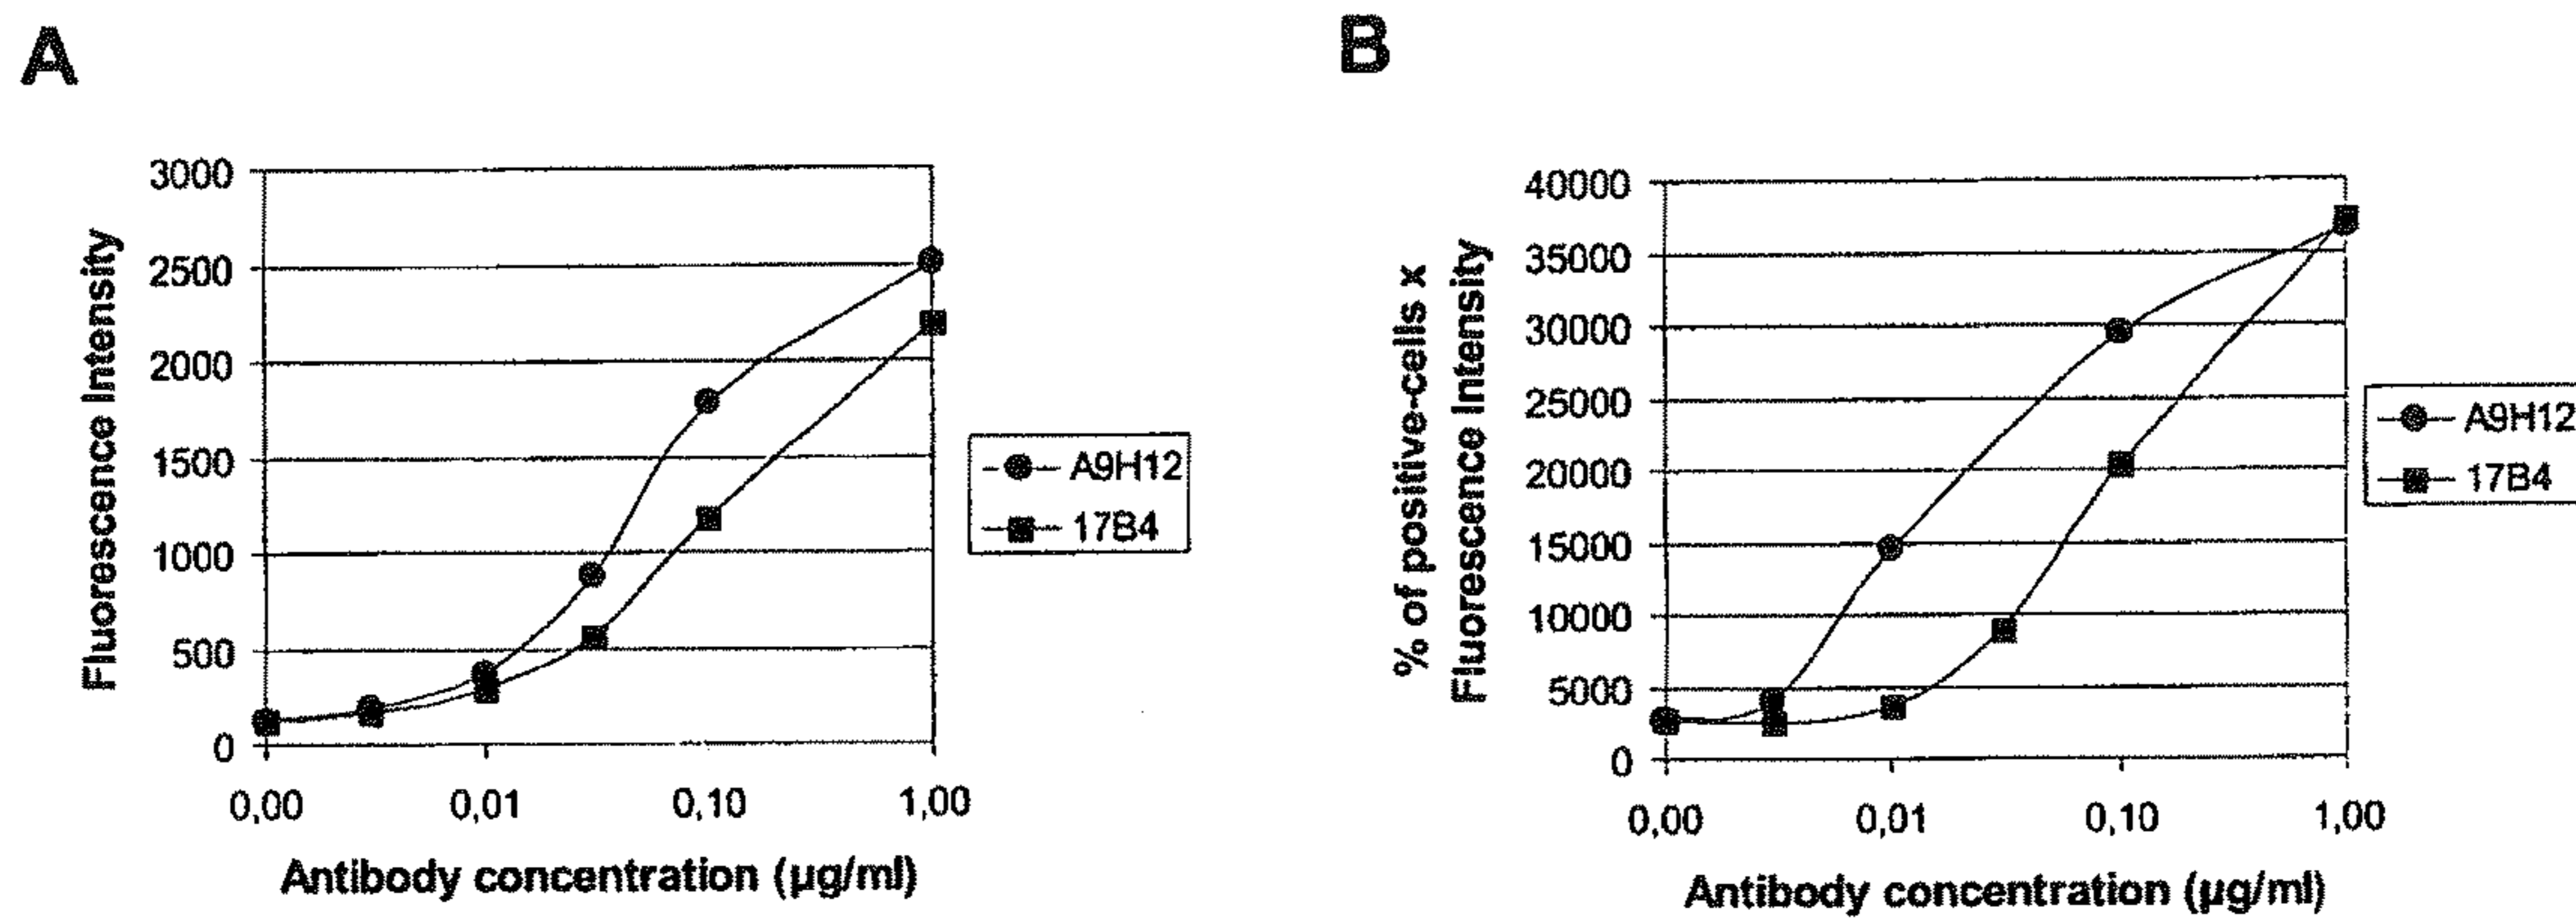 A
Fluorescence Intensity
3000
2500
2000
1500
1000
500
0
0,00 0,01 0,10 1,00
Antibody concentration (µg/ml)
A9H12
17B4
B
% of positive-cells x
Fluorescence Intensity
40000
35000
30000
25000
20000
15000
10000
5000
0
0,00 0,01 0,10 1,00
Antibody concentration (µg/ml)
A9H12
17B4